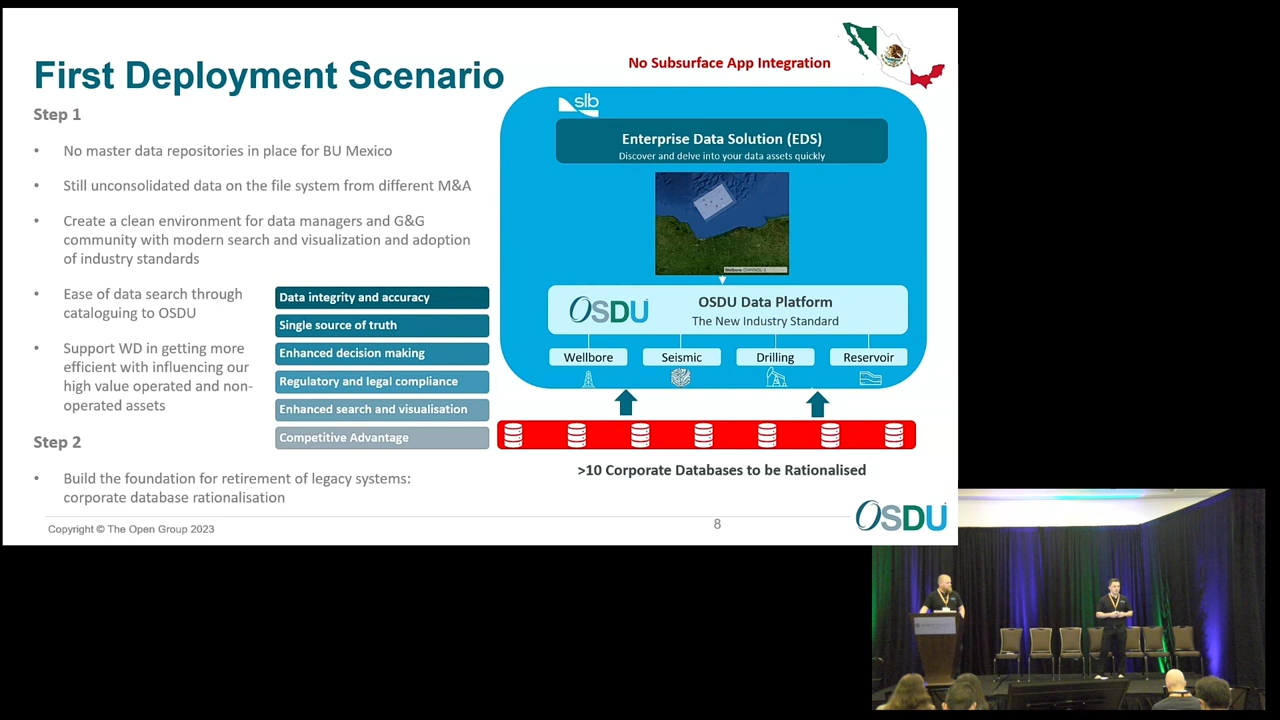 First Deployment Scenario
Step 1
• No master data repositories in place for BU Mexico
• Still unconsolidated data on the file system from different M&A
• Create a clean environment for data managers and G&G
community with modern search and visualization and adoption
of industry standards
• Ease of data search through
cataloguing to OSDU
• Support WD in getting more
efficient with influencing our
high value operated and non-
operated assets
Data integrity and accuracy
Single source of truth
Enhanced decision making
Regulatory and legal compliance
Enhanced search and visualisation
Competitive Advantage
Step 2
• Build the foundation for retirement of legacy systems:
corporate database rationalisation
No Subsurface App Integration
slb
Enterprise Data Solution (EDS)
Discover and delve into your data assets quickly
OSDU
OSDU Data Platform
The New Industry Standard
Wellbore
Seismic
Drilling
Reservoir
>10 Corporate Databases to be Rationalised
Copyright © The Open Group 2023
8
OSDU